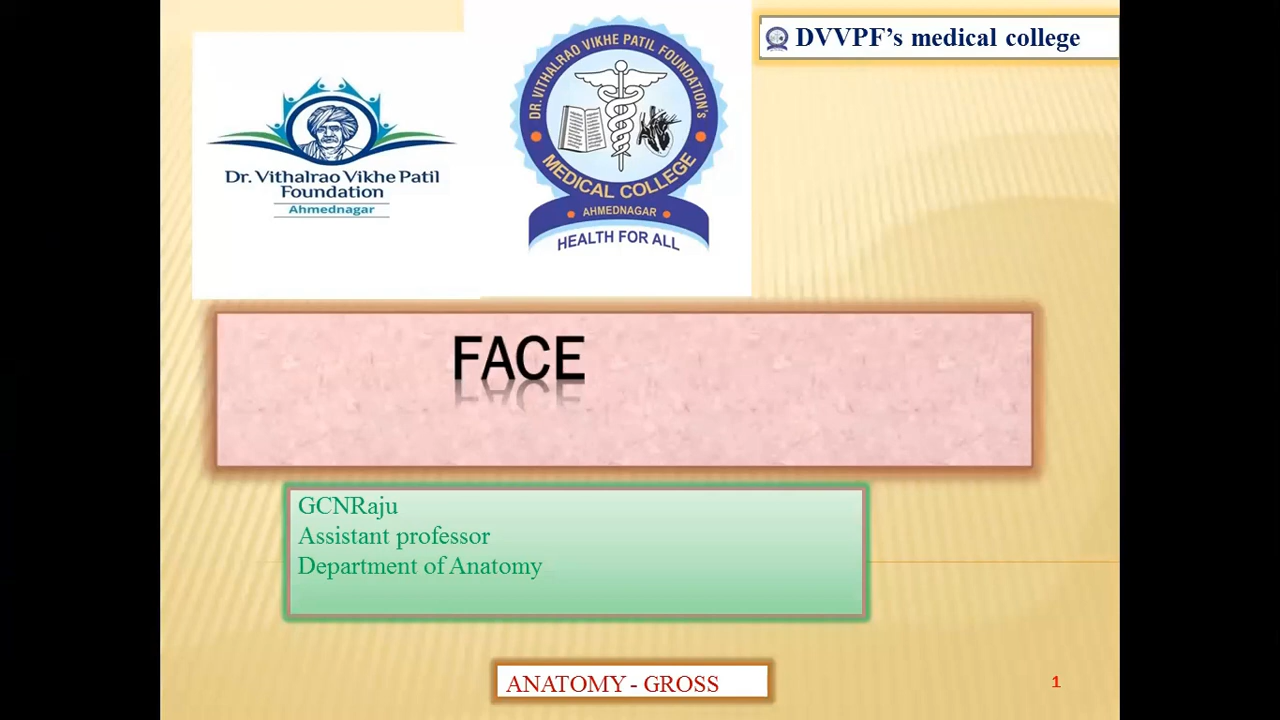 DVVPF's medical college
Dr. Vithalrao Vikhe Patil
Foundation
Ahmednagar
DR. VITHALRAO VIKHE PATIL FOUNDATION'S
MEDICAL COLLEGE
AHMEDNAGAR
HEALTH FOR ALL
FACE
GCNRaju
Assistant professor
Department of Anatomy
ANATOMY - GROSS
1